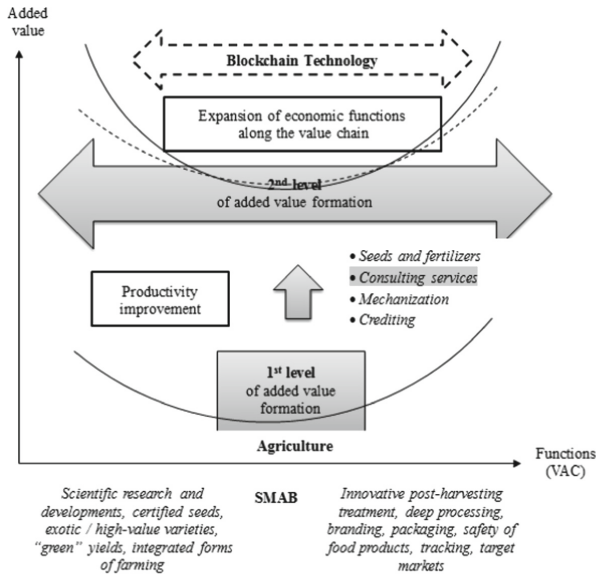 Added
value
Blockchain Technology
Expansion of economic functions
along the value chain
2nd level
of added value formation
• Seeds and fertilizers
• Consulting services
• Mechanization
• Crediting
Productivity
improvement
1st level
of added value
formation
Agriculture
Functions
(VAC)
Scientific research and
developments, certified seeds,
exotic / high-value varieties,
“green” yields, integrated forms
of farming
SMAB
Innovative post-harvesting
treatment, deep processing,
branding, packaging, safety of
food products, tracking, target
markets